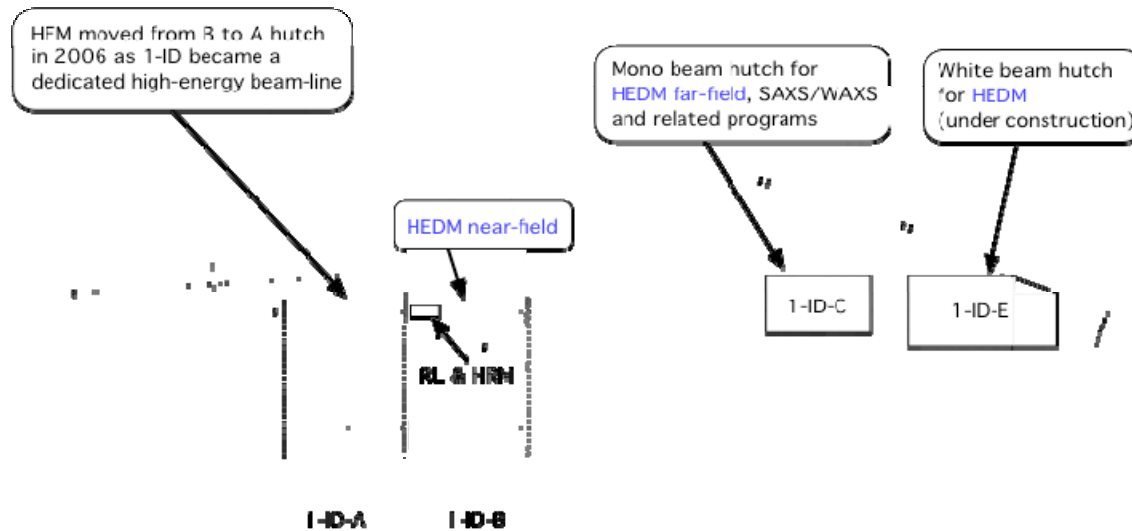 HEM moved from B to A hutch
in 2006 as 1-ID became a
dedicated high-energy beam-line
Mono beam hutch for
HEDM far-field, SAXS/WAXS
and related programs
White beam hutch
for HEDM
(under construction)
HEDM near-field
1-ID-C
1-ID-E
RL & HRM
1-ID-A
1-ID-B